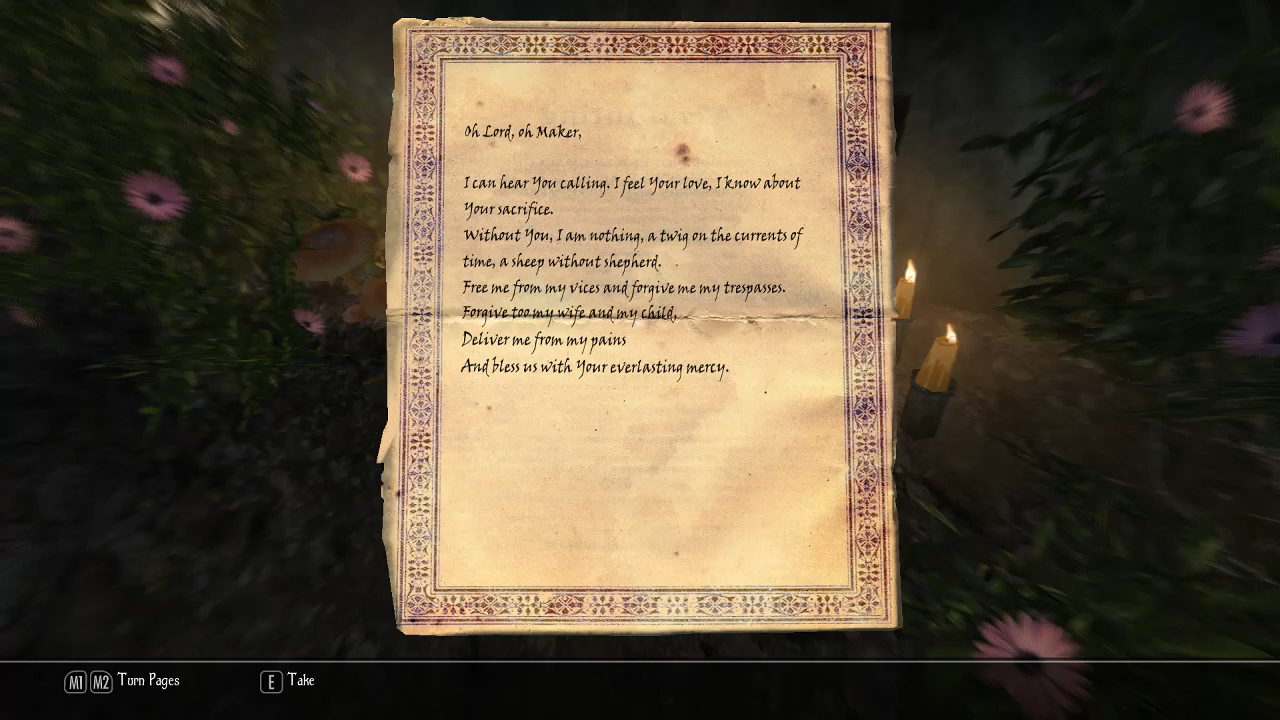 Oh Lord, oh Maker,
I can hear You calling. I feel Your love, I know about
Your sacrifice.
Without You, I am nothing, a twig on the currents of
time, a sheep without shepherd.
Free me from my vices and forgive me my trespasses.
Forgive too my wife and my child,
Deliver me from my pains
And bless us with Your everlasting mercy.
M1 M2 Turn Pages
E Take